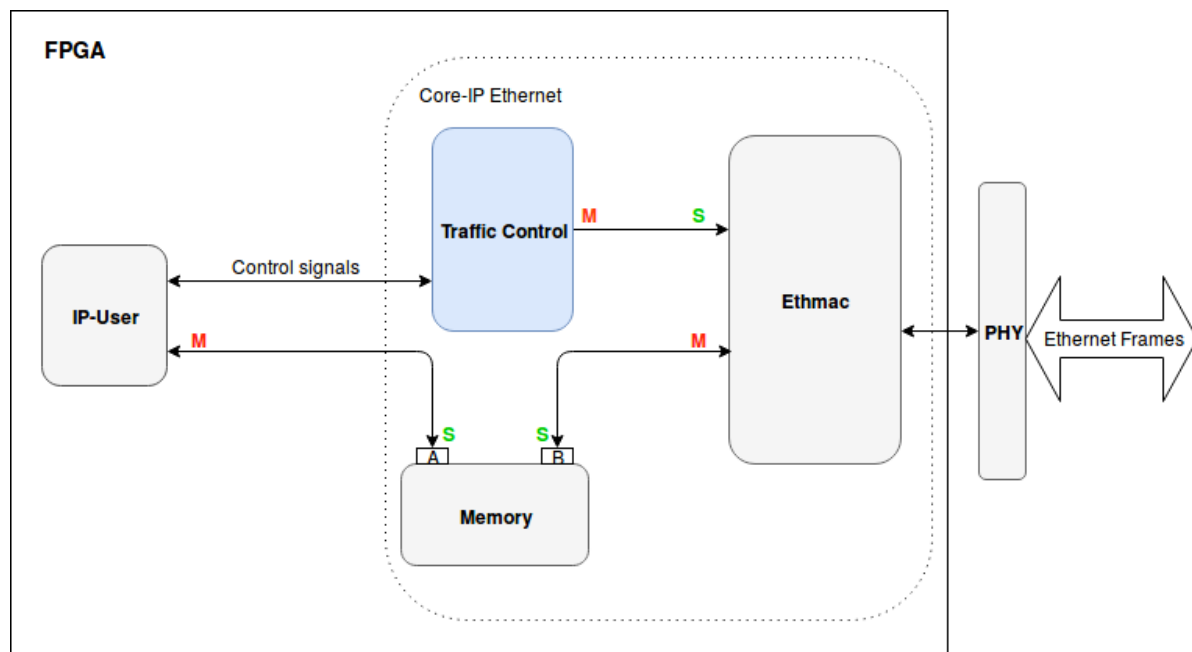 FPGA
Core-IP Ethernet
M
S
Traffic Control
Control signals
IP-User
Ethmac
M
M
PHY
Ethernet Frames
S
S
A
B
Memory